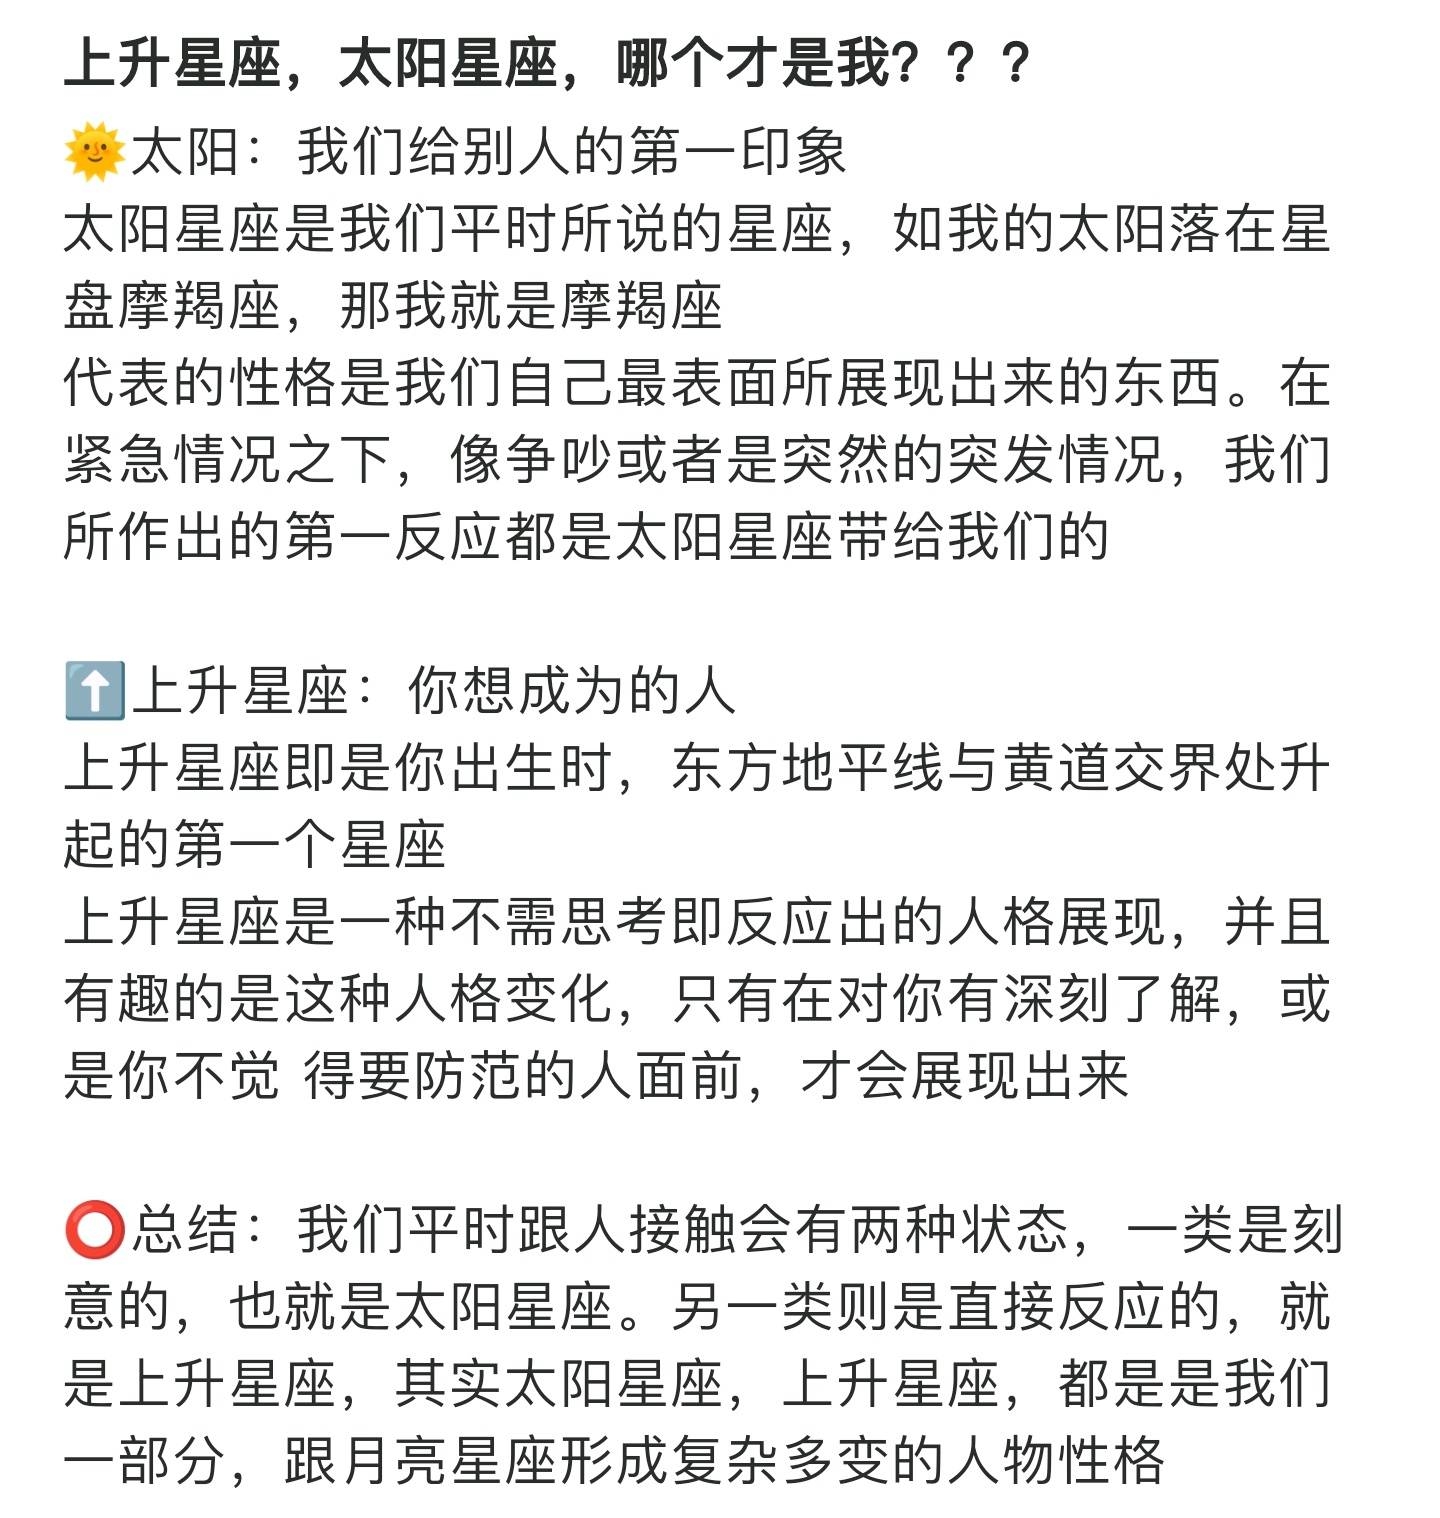 上升星座，太阳星座，哪个才是我？？？
🌞太阳：我们给别人的第一印象
太阳星座是我们平时所说的星座，如我的太阳落在星
盘摩羯座，那我就是摩羯座
代表的性格是我们自己最表面所展现出来的东西。在
紧急情况之下，像争吵或者是突然的突发情况，我们
所作出的第一反应都是太阳星座带给我们的
⬆️上升星座：你想成为的人
上升星座即是你出生时，东方地平线与黄道交界处升
起的第一个星座
上升星座是一种不需思考即反应出的人格展现，并且
有趣的是这种人格变化，只有在对你有深刻了解，或
是你不觉 得要防范的人面前，才会展现出来
⭕总结：我们平时跟人接触会有两种状态，一类是刻
意的，也就是太阳星座。另一类则是直接反应的，就
是上升星座，其实太阳星座，上升星座，都是是我们
一部分，跟月亮星座形成复杂多变的人物性格